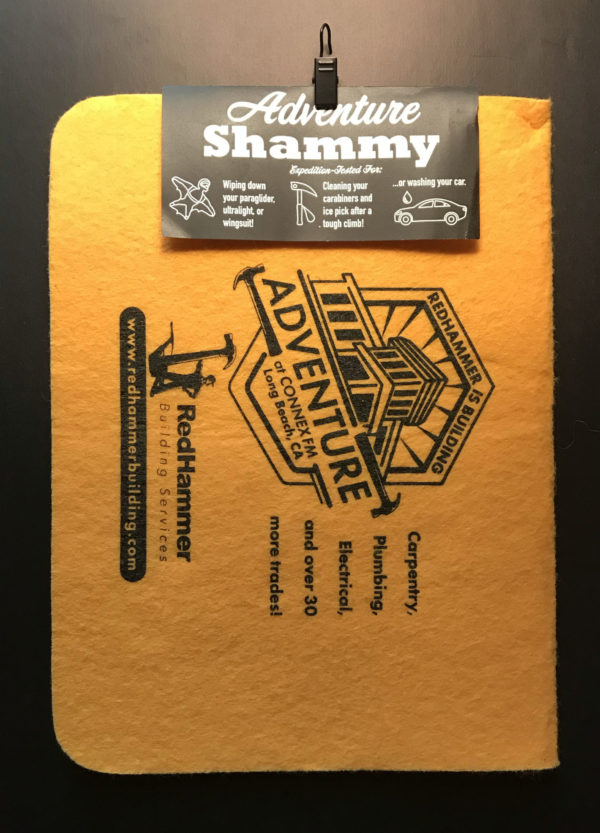 Adventure
Shammy
Expedition-Tested For:
Wiping down
your paraglider,
ultralight, or
wingsuit!
Cleaning your
carabiners and
ice pick after a
tough climb!
...or washing your car.
REDHAMMER IS BUILDING
ADVENTURE
at CONNEX FM
Long Beach, CA
Carpentry,
Plumbing,
Electrical,
and over 30
more trades!
RedHammer
Building Services
www.redhammerbuilding.com